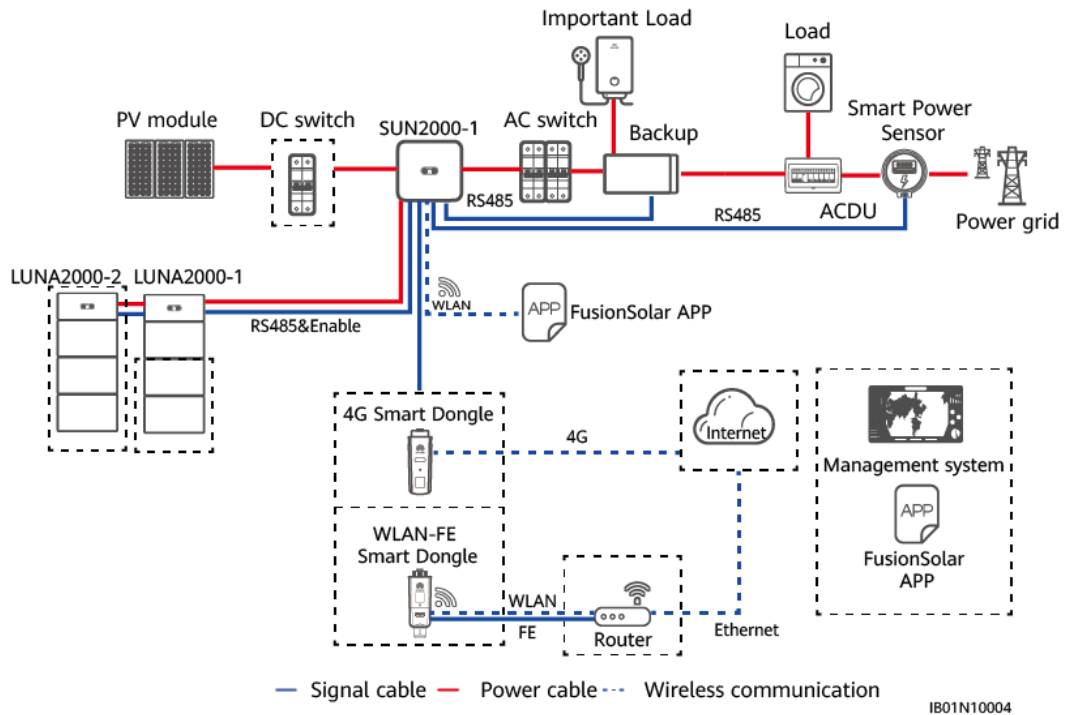 Important Load
Load
PV module
DC switch
SUN2000-1
AC switch
Backup
Smart Power
Sensor
RS485
RS485
ACDU
Power grid
LUNA2000-2
LUNA2000-1
WLAN
APP
FusionSolar APP
RS485&Enable
4G Smart Dongle
4G
Internet
Management system
APP
FusionSolar
APP
WLAN-FE
Smart Dongle
WLAN
FE
Router
Ethernet
Signal cable
Power cable
Wireless communication
IB01N10004